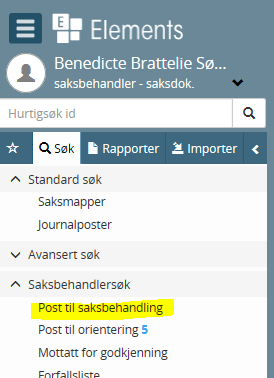 E Elements
Benedicte Brattelie Sø...
saksbehandler - saksdok.
Hurtigsøk id
Søk Rapporter Importer
Standard søk
Saksmapper
Journalposter
Avansert søk
Saksbehandlersøk
Post til saksbehandling
Post til orientering 5
Mottatt for godkjenning
Forfallsliste